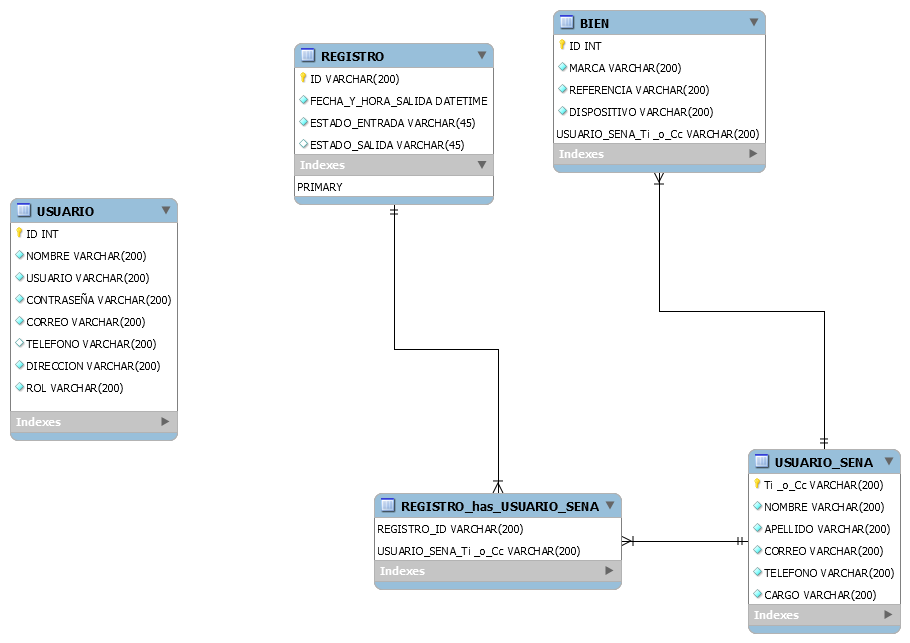 BIEN
ID INT
MARCA VARCHAR(200)
REFERENCIA VARCHAR(200)
DISPOSITIVO VARCHAR(200)
USUARIO_SENA_Ti _o_Cc VARCHAR(200)
Indexes
REGISTRO
ID VARCHAR(200)
FECHA_Y_HORA_SALIDA DATETIME
ESTADO_ENTRADA VARCHAR(45)
ESTADO_SALIDA VARCHAR(45)
Indexes
PRIMARY
USUARIO
ID INT
NOMBRE VARCHAR(200)
USUARIO VARCHAR(200)
CONTRASEÑA VARCHAR(200)
CORREO VARCHAR(200)
TELEFONO VARCHAR(200)
DIRECCION VARCHAR(200)
ROL VARCHAR(200)
Indexes
REGISTRO_has_USUARIO_SENA
REGISTRO_ID VARCHAR(200)
USUARIO_SENA_Ti _o_Cc VARCHAR(200)
Indexes
USUARIO_SENA
Ti _o_Cc VARCHAR(200)
NOMBRE VARCHAR(200)
APELLIDO VARCHAR(200)
CORREO VARCHAR(200)
TELEFONO VARCHAR(200)
CARGO VARCHAR(200)
Indexes